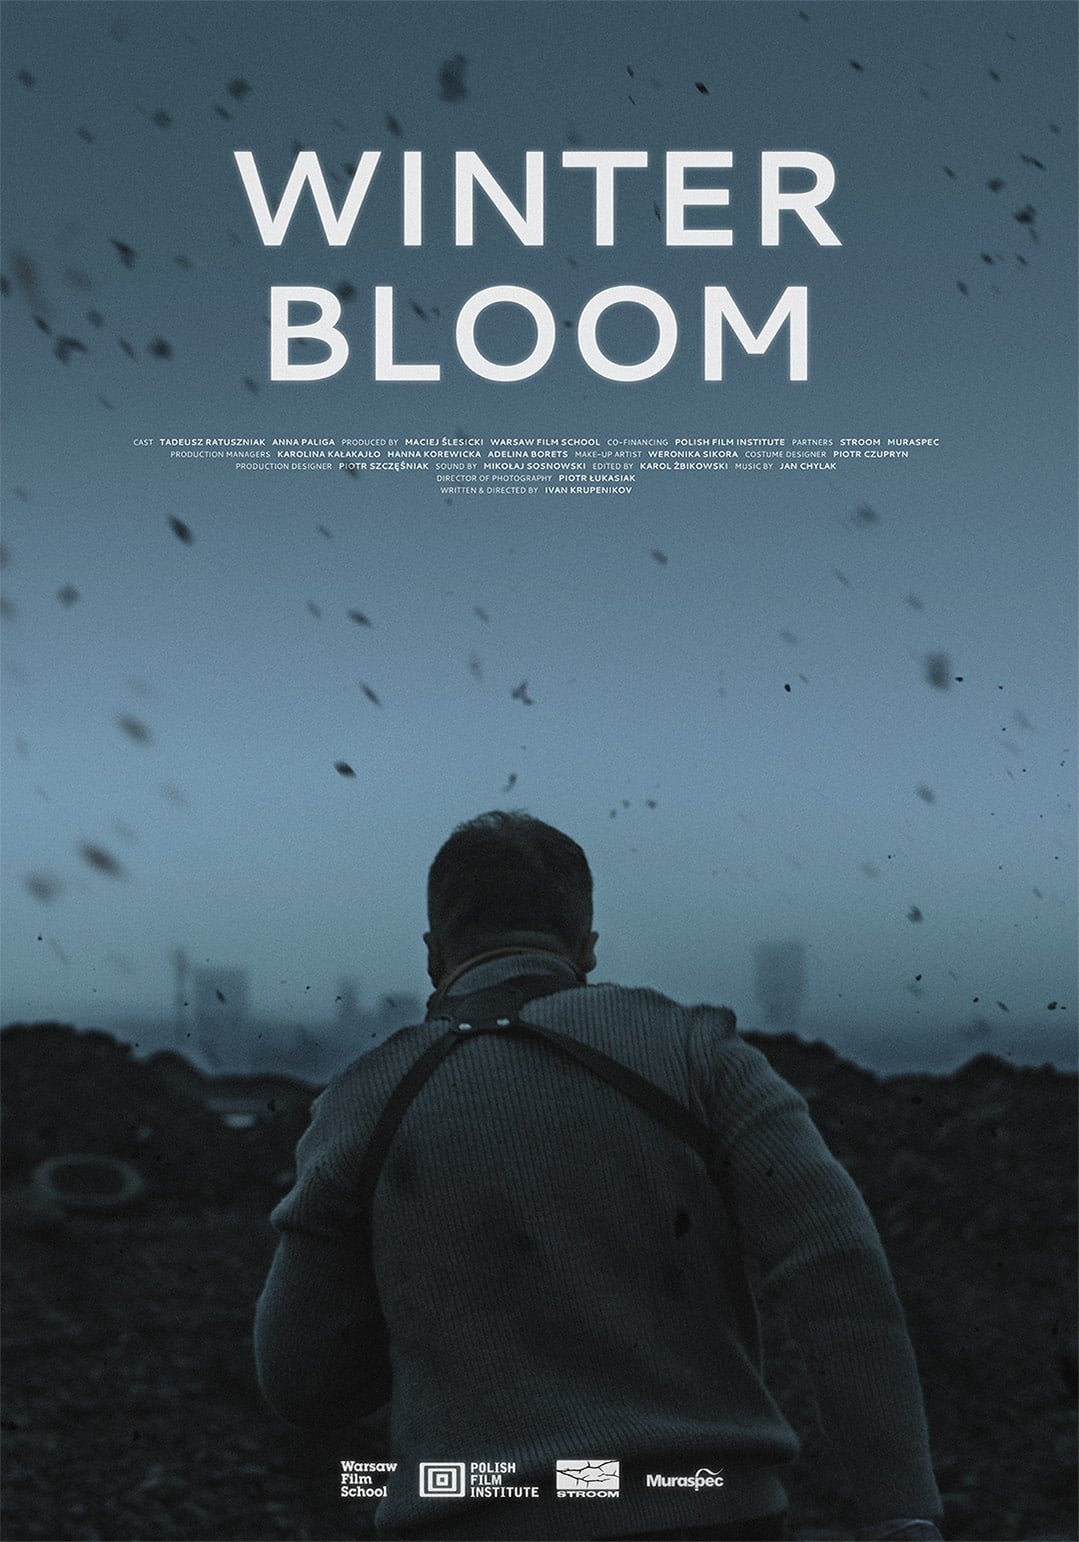 WINTER
BLOOM
CAST TADEUSZ RATUSZNIAK ANNA PALIGA PRODUCED BY MACIEJ ŚLESICKI WARSAW FILM SCHOOL CO-FINANCING POLISH FILM INSTITUTE PARTNERS STROOM MURASPEC
PRODUCTION MANAGERS KAROLINA KAŁAKAJŁO HANNA KOREWICKA ADELINA BORETS MAKE-UP ARTIST WERONIKA SIKORA COSTUME DESIGNER PIOTR CZUPRYN
PRODUCTION DESIGNER PIOTR SZCZĘŚNIAK SOUND BY MIKOŁAJ SOSNOWSKI EDITED BY KAROL ŻBIKOWSKI MUSIC BY JAN CHYLAK
DIRECTOR OF PHOTOGRAPHY PIOTR ŁUKASIAK
WRITTEN & DIRECTED BY IVAN KRUPENIKOV
Warsaw
Film
School
POLISH
FILM
INSTITUTE
STROOM
Muraspec